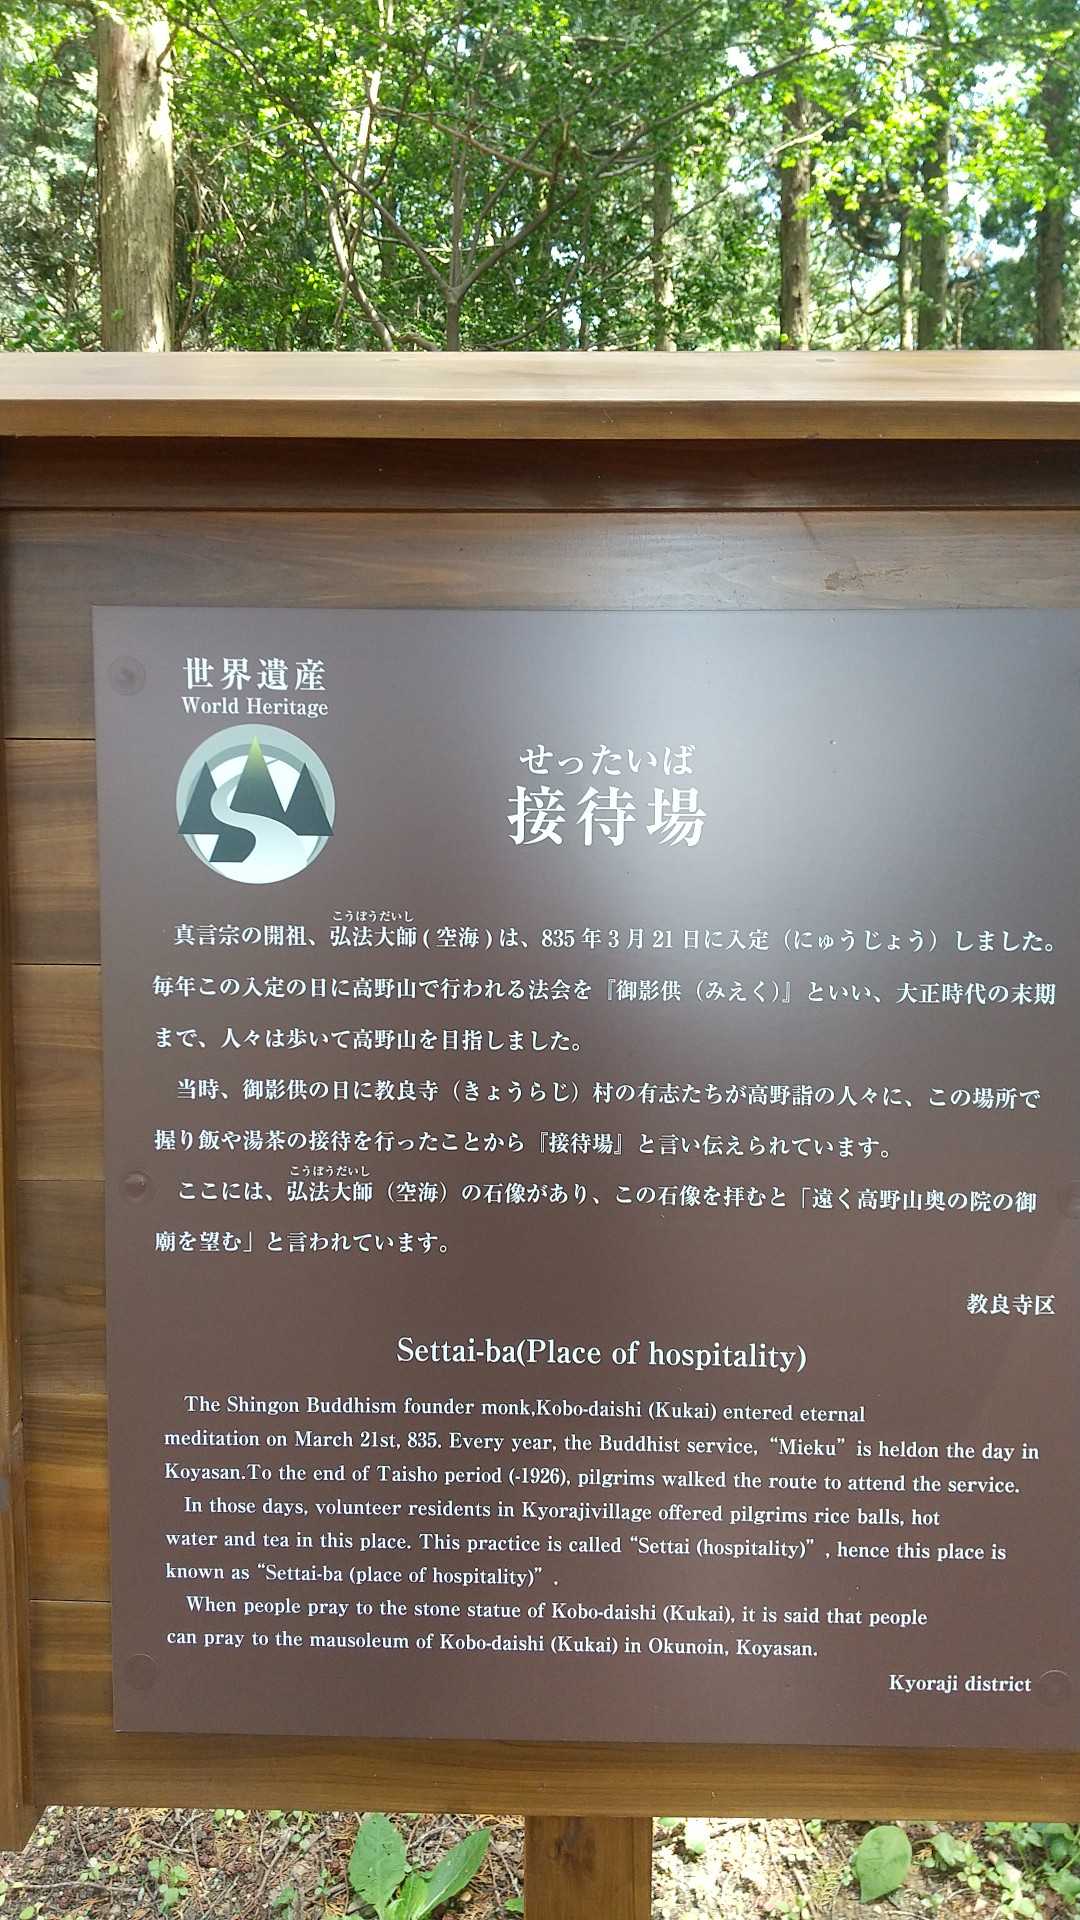 世界遺産
World Heritage
せったいば
接待場
こうぼうだいし
真言宗の開祖、弘法大師(空海)は、835年3月21日に入定（にゅうじょう）しました。
毎年この入定の日に高野山で行われる法会を『御影供（みえく）』といい、大正時代の末期
まで、人々は歩いて高野山を目指しました。
当時、御影供の日に教良寺（きょうらじ）村の有志たちが高野詣の人々に、この場所で
握り飯や湯茶の接待を行ったことから『接待場』と言い伝えられています。
こうぼうだいし
ここには、弘法大師（空海）の石像があり、この石像を拝むと「遠く高野山奥の院の御
廟を望む」と言われています。
教良寺区
Settai-ba(Place of hospitality)
The Shingon Buddhism founder monk,Kobo-daishi (Kukai) entered eternal
meditation on March 21st, 835. Every year, the Buddhist service, “Mieku” is heldon the day in
Koyasan.To the end of Taisho period (-1926), pilgrims walked the route to attend the service.
In those days, volunteer residents in Kyorajivillage offered pilgrims rice balls, hot
water and tea in this place. This practice is called “Settai (hospitality)” , hence this place is
known as “Settai-ba (place of hospitality)” .
When people pray to the stone statue of Kobo-daishi (Kukai), it is said that people
can pray to the mausoleum of Kobo-daishi (Kukai) in Okunoin, Koyasan.
Kyoraji district